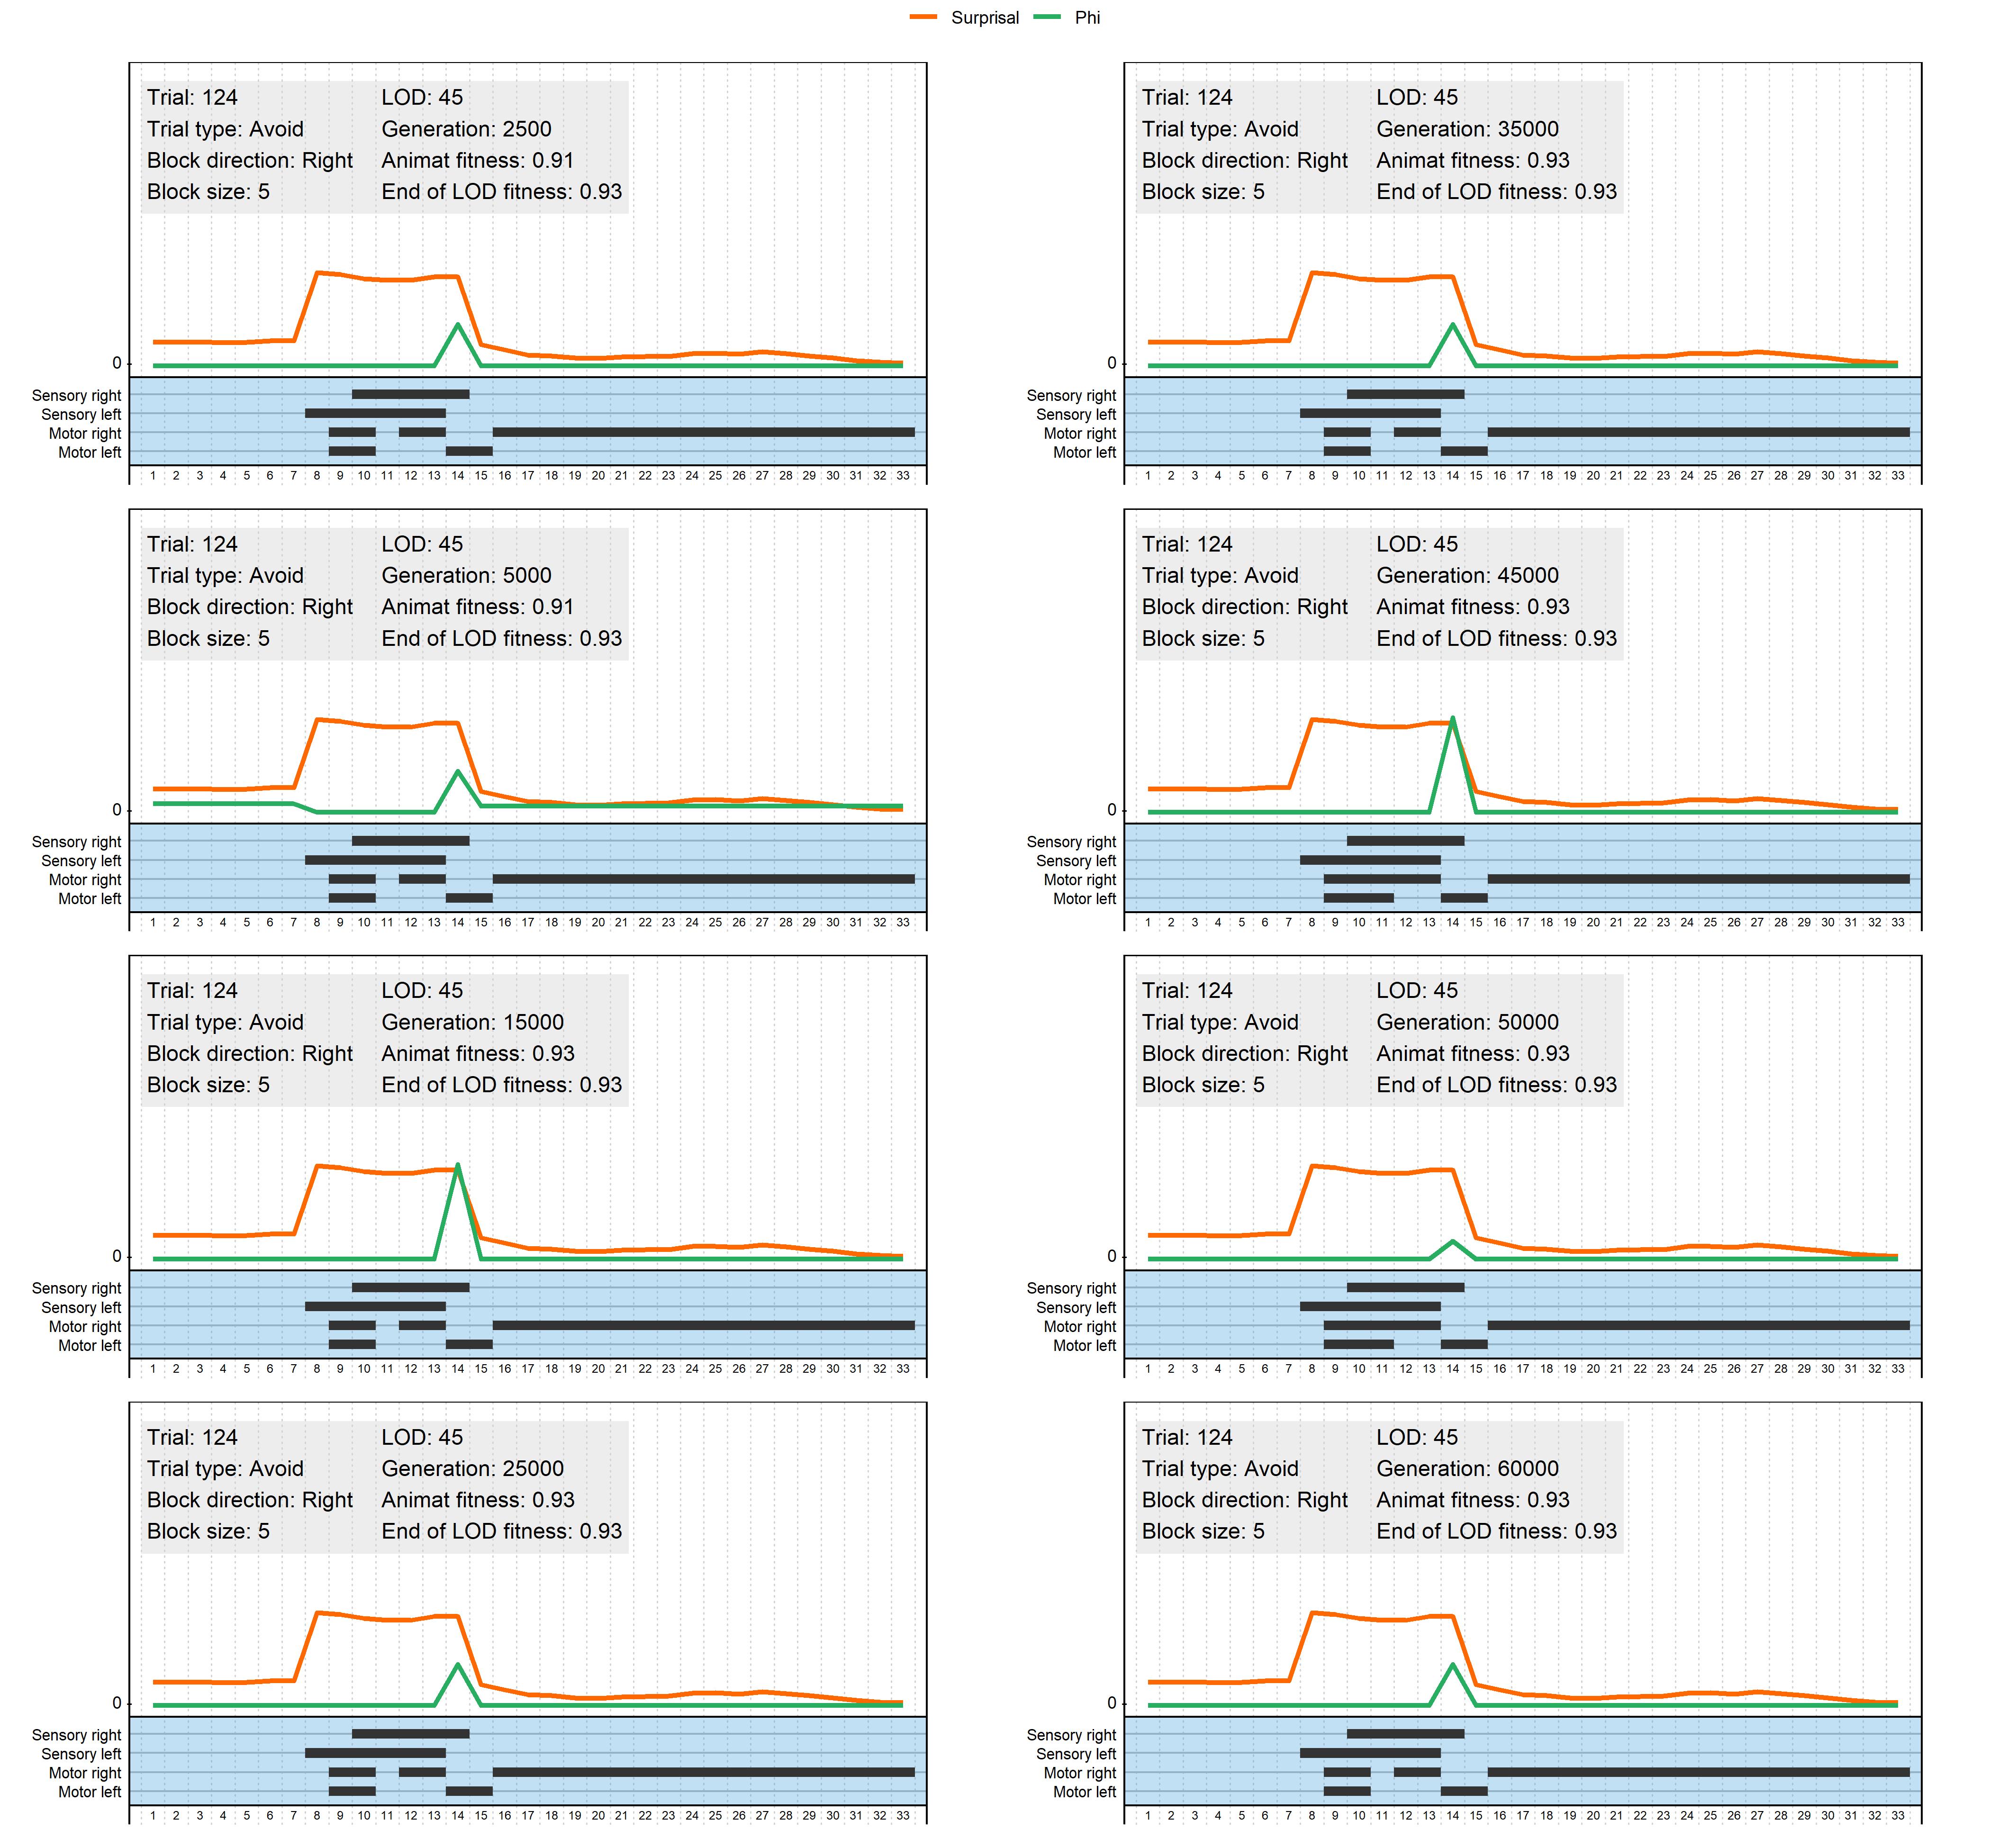 Surprisal Phi
Trial: 124 LOD: 45
Trial type: Avoid Generation: 2500
Block direction: Right Animat fitness: 0.91
Block size: 5 End of LOD fitness: 0.93
0
Sensory right
Sensory left
Motor right
Motor left
1 2 3 4 5 6 7 8 9 10 11 12 13 14 15 16 17 18 19 20 21 22 23 24 25 26 27 28 29 30 31 32 33
Trial: 124 LOD: 45
Trial type: Avoid Generation: 35000
Block direction: Right Animat fitness: 0.93
Block size: 5 End of LOD fitness: 0.93
0
Sensory right
Sensory left
Motor right
Motor left
1 2 3 4 5 6 7 8 9 10 11 12 13 14 15 16 17 18 19 20 21 22 23 24 25 26 27 28 29 30 31 32 33
Trial: 124 LOD: 45
Trial type: Avoid Generation: 5000
Block direction: Right Animat fitness: 0.91
Block size: 5 End of LOD fitness: 0.93
0
Sensory right
Sensory left
Motor right
Motor left
1 2 3 4 5 6 7 8 9 10 11 12 13 14 15 16 17 18 19 20 21 22 23 24 25 26 27 28 29 30 31 32 33
Trial: 124 LOD: 45
Trial type: Avoid Generation: 45000
Block direction: Right Animat fitness: 0.93
Block size: 5 End of LOD fitness: 0.93
0
Sensory right
Sensory left
Motor right
Motor left
1 2 3 4 5 6 7 8 9 10 11 12 13 14 15 16 17 18 19 20 21 22 23 24 25 26 27 28 29 30 31 32 33
Trial: 124 LOD: 45
Trial type: Avoid Generation: 15000
Block direction: Right Animat fitness: 0.93
Block size: 5 End of LOD fitness: 0.93
0
Sensory right
Sensory left
Motor right
Motor left
1 2 3 4 5 6 7 8 9 10 11 12 13 14 15 16 17 18 19 20 21 22 23 24 25 26 27 28 29 30 31 32 33
Trial: 124 LOD: 45
Trial type: Avoid Generation: 50000
Block direction: Right Animat fitness: 0.93
Block size: 5 End of LOD fitness: 0.93
0
Sensory right
Sensory left
Motor right
Motor left
1 2 3 4 5 6 7 8 9 10 11 12 13 14 15 16 17 18 19 20 21 22 23 24 25 26 27 28 29 30 31 32 33
Trial: 124 LOD: 45
Trial type: Avoid Generation: 25000
Block direction: Right Animat fitness: 0.93
Block size: 5 End of LOD fitness: 0.93
0
Sensory right
Sensory left
Motor right
Motor left
1 2 3 4 5 6 7 8 9 10 11 12 13 14 15 16 17 18 19 20 21 22 23 24 25 26 27 28 29 30 31 32 33
Trial: 124 LOD: 45
Trial type: Avoid Generation: 60000
Block direction: Right Animat fitness: 0.93
Block size: 5 End of LOD fitness: 0.93
0
Sensory right
Sensory left
Motor right
Motor left
1 2 3 4 5 6 7 8 9 10 11 12 13 14 15 16 17 18 19 20 21 22 23 24 25 26 27 28 29 30 31 32 33